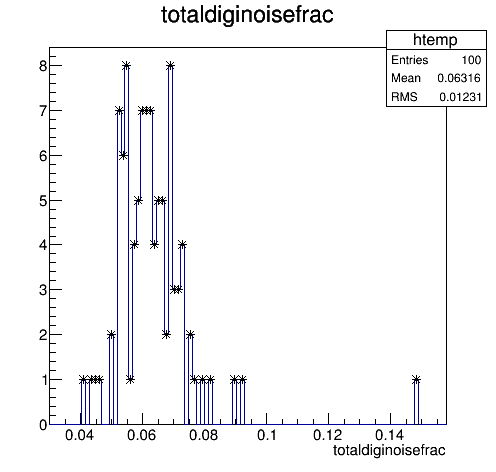 totaldiginoisefrac
htemp
Entries 100
Mean 0.06316
RMS 0.01231
8
7
6
5
4
3
2
1
0
0.04 0.06 0.08 0.1 0.12 0.14
totaldiginoisefrac